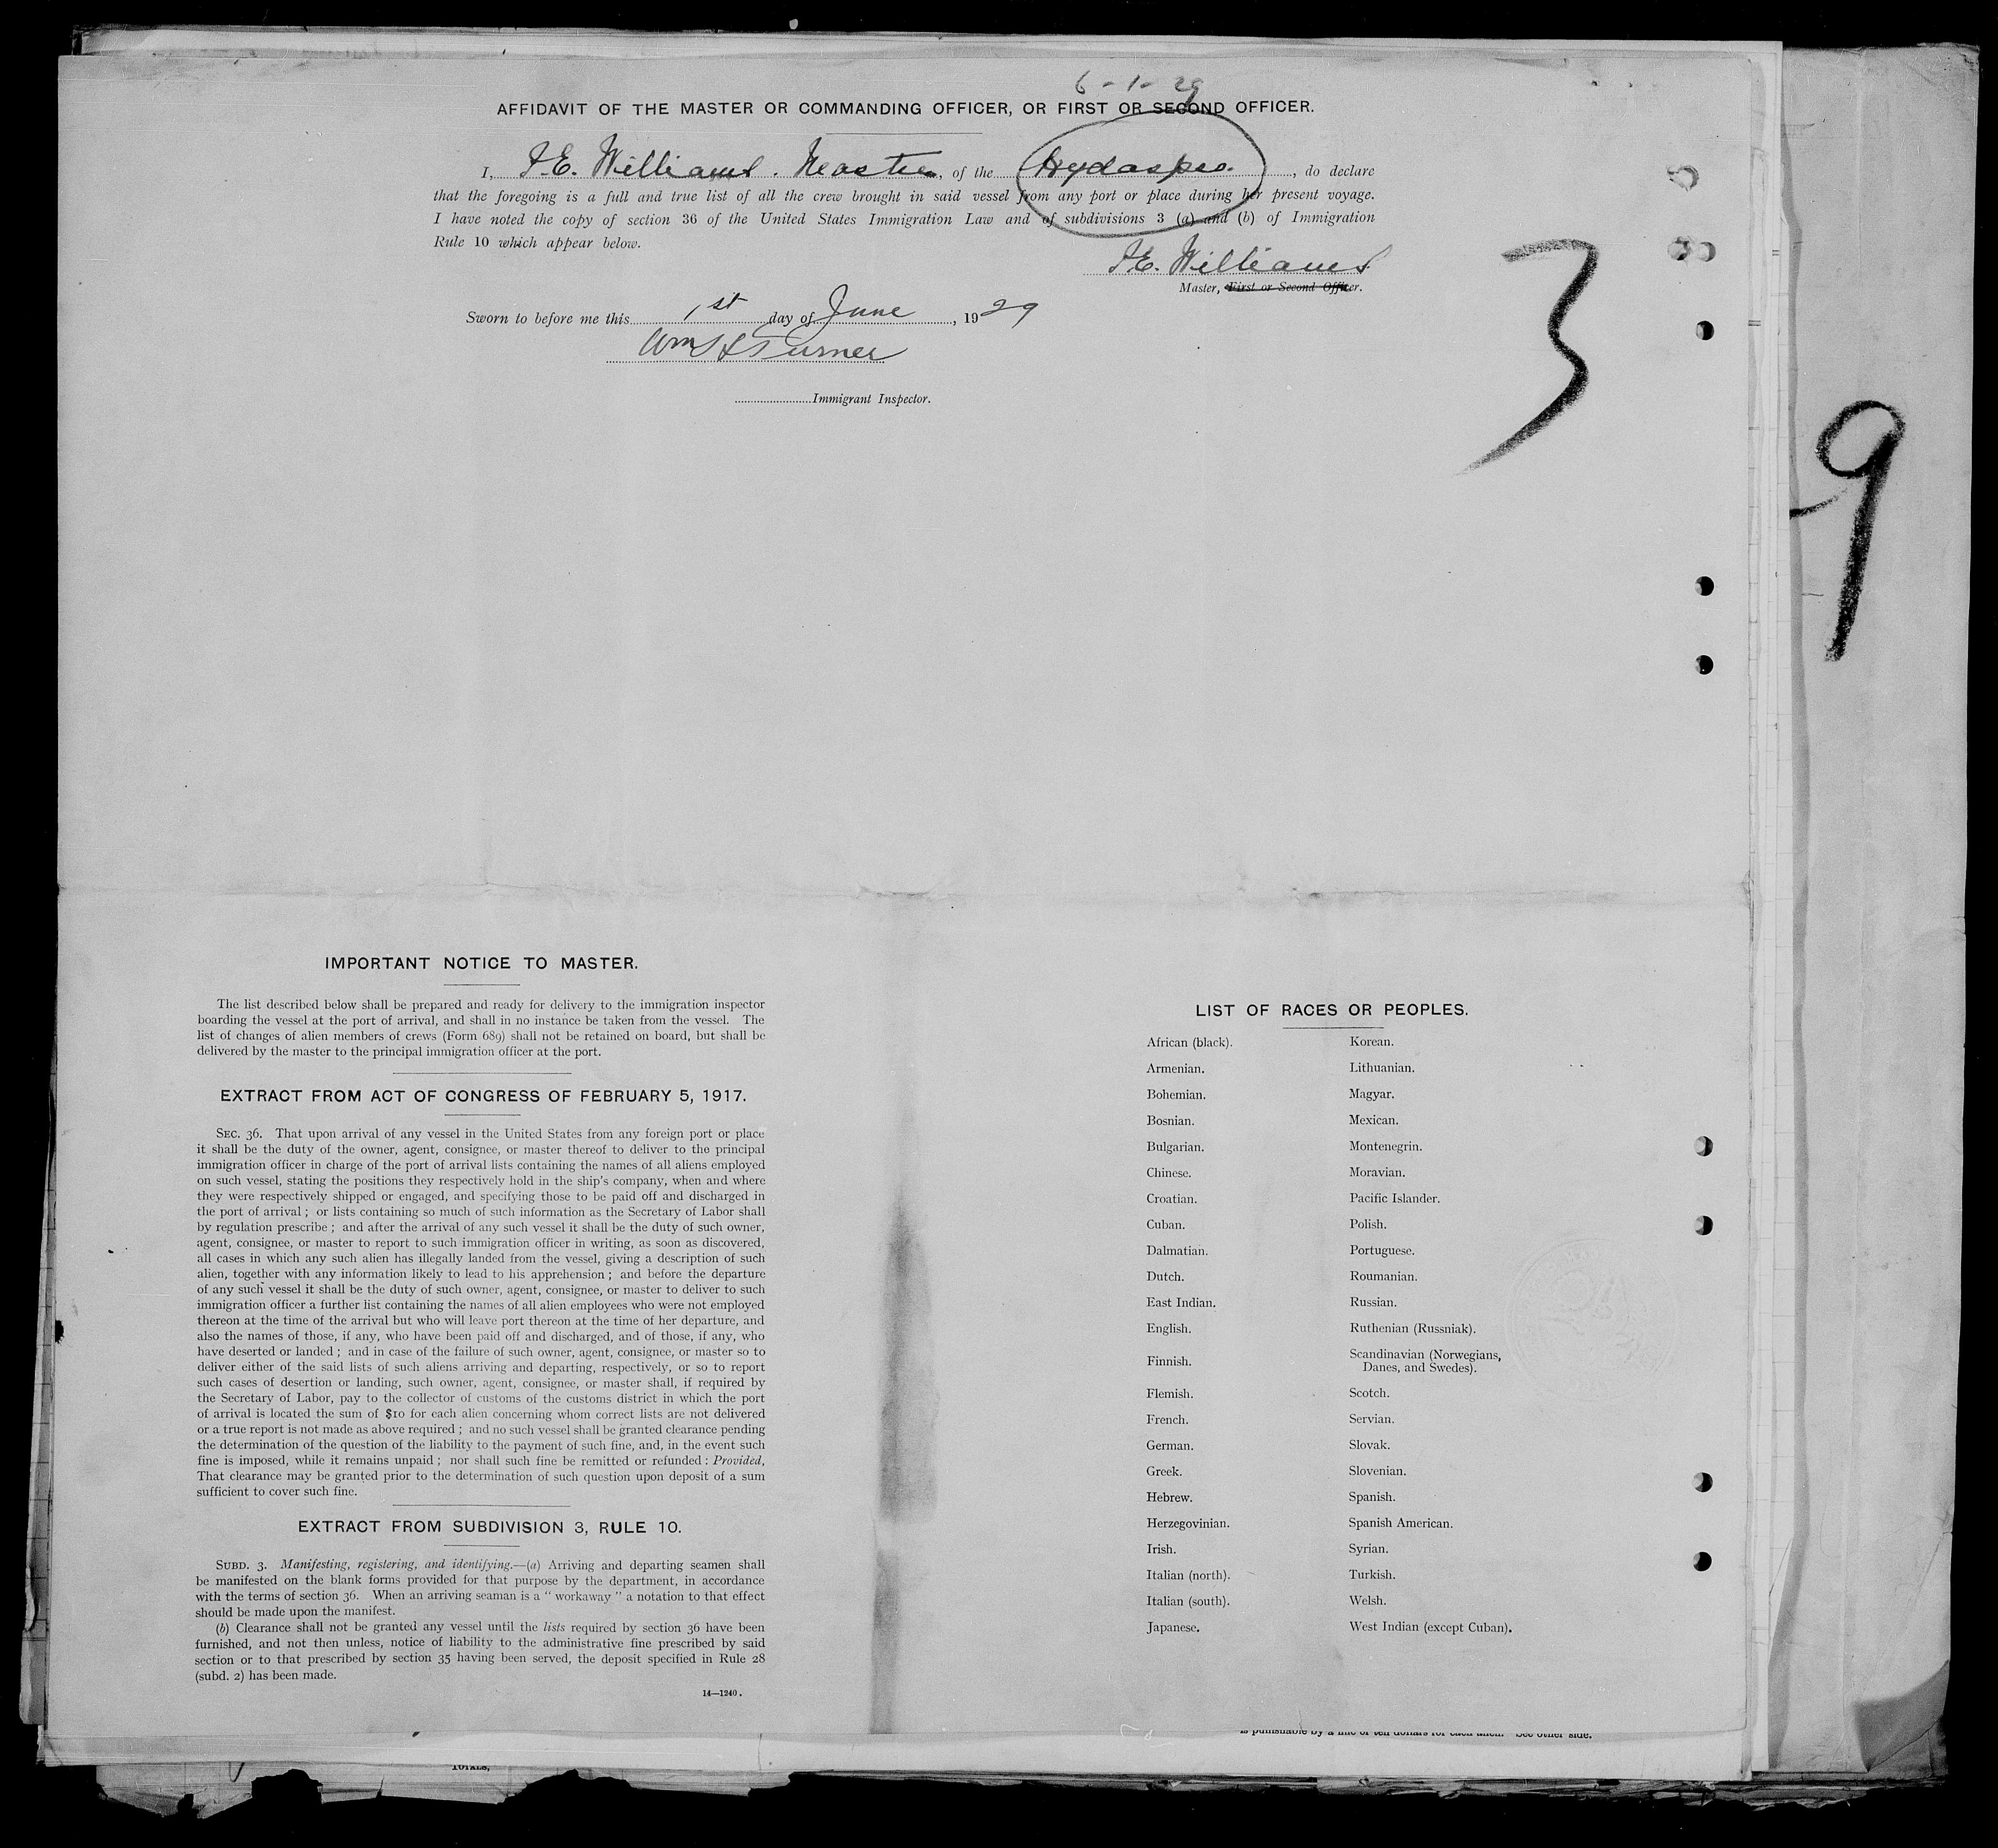 6-1-29
AFFIDAVIT OF THE MASTER OR COMMANDING OFFICER, OR FIRST OR SECOND OFFICER.
I, J.E. Williams. Master, of the Hydaspes., do declare
that the foregoing is a full and true list of all the crew brought in said vessel from any port or place during her present voyage.
I have noted the copy of section 36 of the United States Immigration Law and of subdivisions 3 (a) and (b) of Immigration
Rule 10 which appear below.
J.E. Williams
Master, First or Second Officer.
Sworn to before me this 1st day of June, 1929
Turner
Immigrant Inspector.
3
9
IMPORTANT NOTICE TO MASTER.
The list described below shall be prepared and ready for delivery to the immigration inspector
boarding the vessel at the port of arrival, and shall in no instance be taken from the vessel. The
list of changes of alien members of crews (Form 689) shall not be retained on board, but shall be
delivered by the master to the principal immigration officer at the port.
EXTRACT FROM ACT OF CONGRESS OF FEBRUARY 5, 1917.
SEC. 36. That upon arrival of any vessel in the United States from any foreign port or place
it shall be the duty of the owner, agent, consignee, or master thereof to deliver to the principal
immigration officer in charge of the port of arrival lists containing the names of all aliens employed
on such vessel, stating the positions they respectively hold in the ship's company, when and where
they were respectively shipped or engaged, and specifying those to be paid off and discharged in
the port of arrival; or lists containing so much of such information as the Secretary of Labor shall
by regulation prescribe; and after the arrival of any such vessel it shall be the duty of such owner,
agent, consignee, or master to report to such immigration officer in writing, as soon as discovered,
all cases in which any such alien has illegally landed from the vessel, giving a description of such
alien, together with any information likely to lead to his apprehension; and before the departure
of any such vessel it shall be the duty of such owner, agent, consignee, or master to deliver to such
immigration officer a further list containing the names of all alien employees who were not employed
thereon at the time of the arrival but who will leave port thereon at the time of her departure, and
also the names of those, if any, who have been paid off and discharged, and of those, if any, who
have deserted or landed; and in case of the failure of such owner, agent, consignee, or master so to
deliver either of the said lists of such aliens arriving and departing, respectively, or so to report
such cases of desertion or landing, such owner, agent, consignee, or master shall, if required by
the Secretary of Labor, pay to the collector of customs of the customs district in which the port
of arrival is located the sum of $10 for each alien concerning whom correct lists are not delivered
or a true report is not made as above required; and no such vessel shall be granted clearance pending
the determination of the question of the liability to the payment of such fine, and, in the event such
fine is imposed, while it remains unpaid; nor shall such fine be remitted or refunded: Provided,
That clearance may be granted prior to the determination of such question upon deposit of a sum
sufficient to cover such fine.
EXTRACT FROM SUBDIVISION 3, RULE 10.
SUBD. 3. Manifesting, registering, and identifying.—(a) Arriving and departing seamen shall
be manifested on the blank forms provided for that purpose by the department, in accordance
with the terms of section 36. When an arriving seaman is a "workaway" a notation to that effect
should be made upon the manifest.
(b) Clearance shall not be granted any vessel until the lists required by section 36 have been
furnished, and not then unless, notice of liability to the administrative fine prescribed by said
section or to that prescribed by section 35 having been served, the deposit specified in Rule 28
(subd. 2) has been made.
14—1240.
LIST OF RACES OR PEOPLES.
African (black). Korean.
Armenian. Lithuanian.
Bohemian. Magyar.
Bosnian. Mexican.
Bulgarian. Montenegrin.
Chinese. Moravian.
Croatian. Pacific Islander.
Cuban. Polish.
Dalmatian. Portuguese.
Dutch. Roumanian.
East Indian. Russian.
English. Ruthenian (Russniak).
Finnish. Scandinavian (Norwegians,
Danes, and Swedes).
Flemish. Scotch.
French. Servian.
German. Slovak.
Greek. Slovenian.
Hebrew. Spanish.
Herzegovinian. Spanish American.
Irish. Syrian.
Italian (north). Turkish.
Italian (south). Welsh.
Japanese. West Indian (except Cuban).
is punishable by a fine of ten dollars for each alien. See other side.
TOTALS,